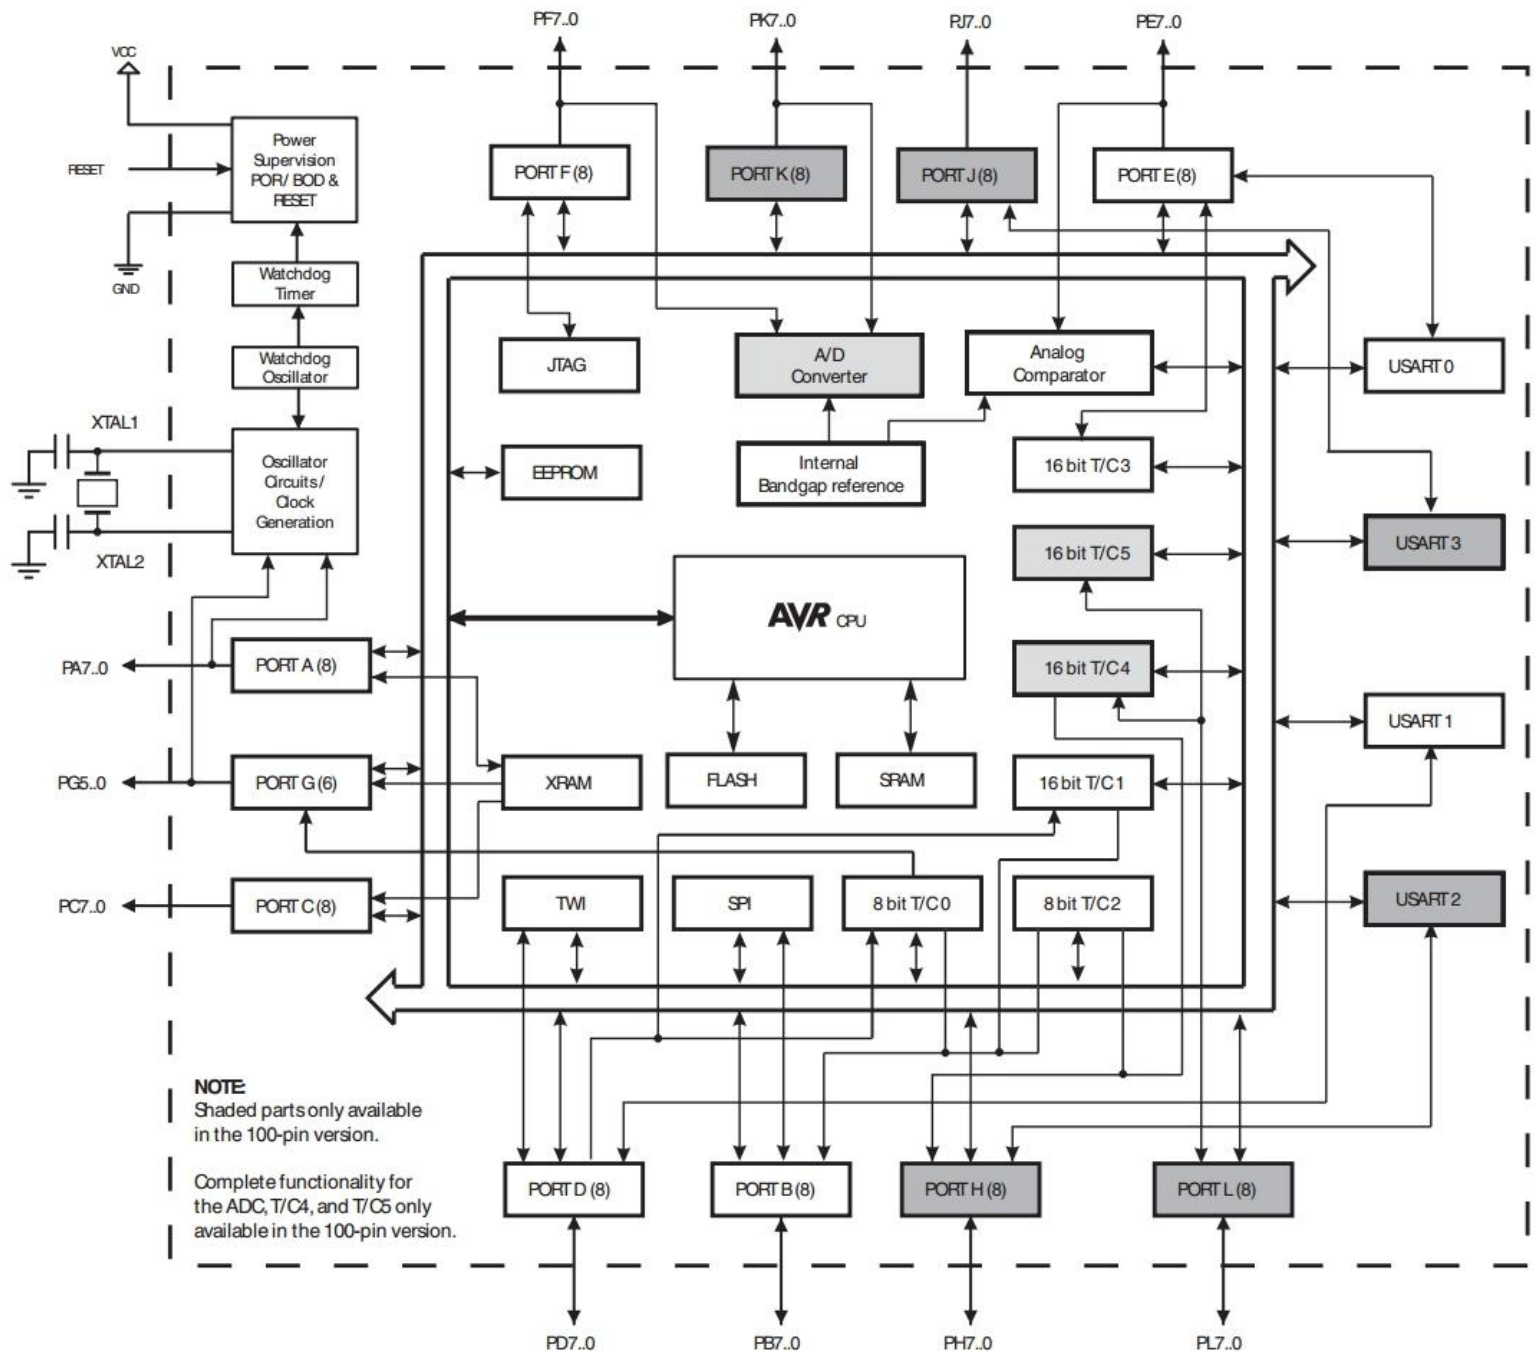 PF7..0
PK7..0
PJ7..0
PE7..0
VCC
RESET
GND
Power
Supervision
POR/ BOD &
RESET
PORT F (8)
PORT K (8)
PORT J (8)
PORT E (8)
Watchdog
Timer
Watchdog
Oscillator
JTAG
A/D
Converter
Analog
Comparator
USART 0
XTAL1
XTAL2
Oscillator
Circuits/
Clock
Generation
EEPROM
Internal
Bandgap reference
16 bit T/C3
USART 3
16 bit T/C5
AVR CPU
PA7..0
PORT A (8)
16 bit T/C4
USART 1
PG5..0
PORT G (6)
XRAM
FLASH
SRAM
16 bit T/C1
PC7..0
PORT C (8)
TWI
SPI
8 bit T/C0
8 bit T/C2
USART 2
NOTE:
Shaded parts only available
in the 100-pin version.
Complete functionality for
the ADC, T/C4, and T/C5 only
available in the 100-pin version.
PORT D (8)
PORT B (8)
PORT H (8)
PORT L (8)
PD7..0
PB7..0
PH7..0
PL7..0